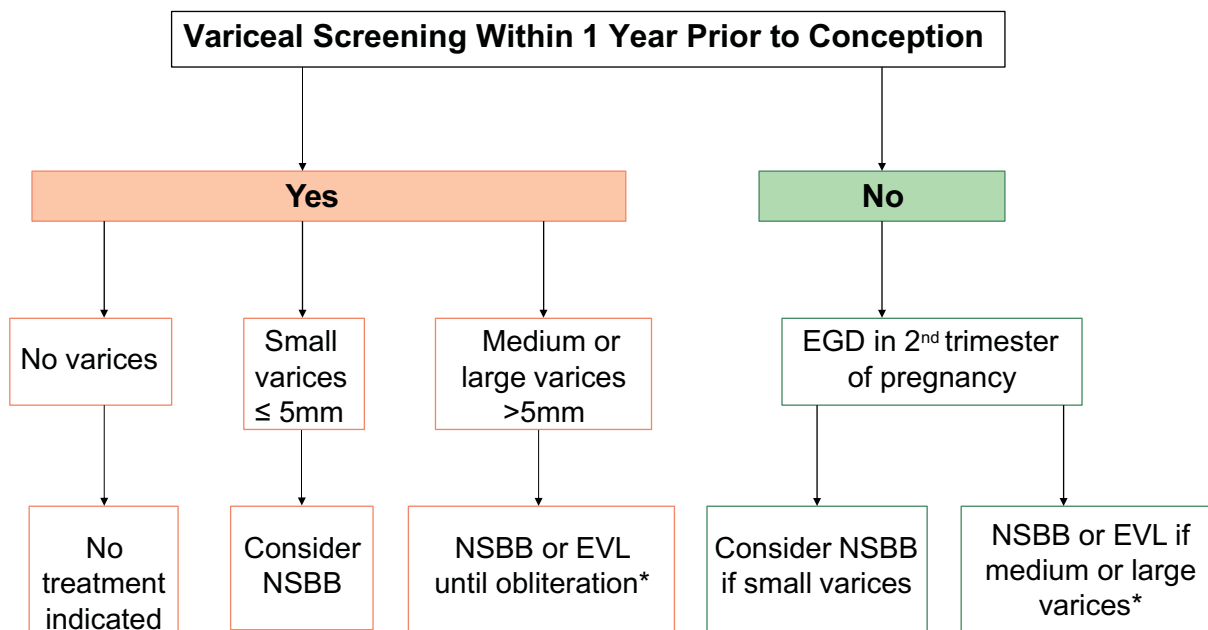 Variceal Screening Within 1 Year Prior to Conception
Yes
No
No varices
Small
varices
≤ 5mm
Medium or
large varices
>5mm
EGD in 2nd trimester
of pregnancy
No
treatment
indicated
Consider
NSBB
NSBB or EVL
until obliteration*
Consider NSBB
if small varices
NSBB or EVL if
medium or large
varices*